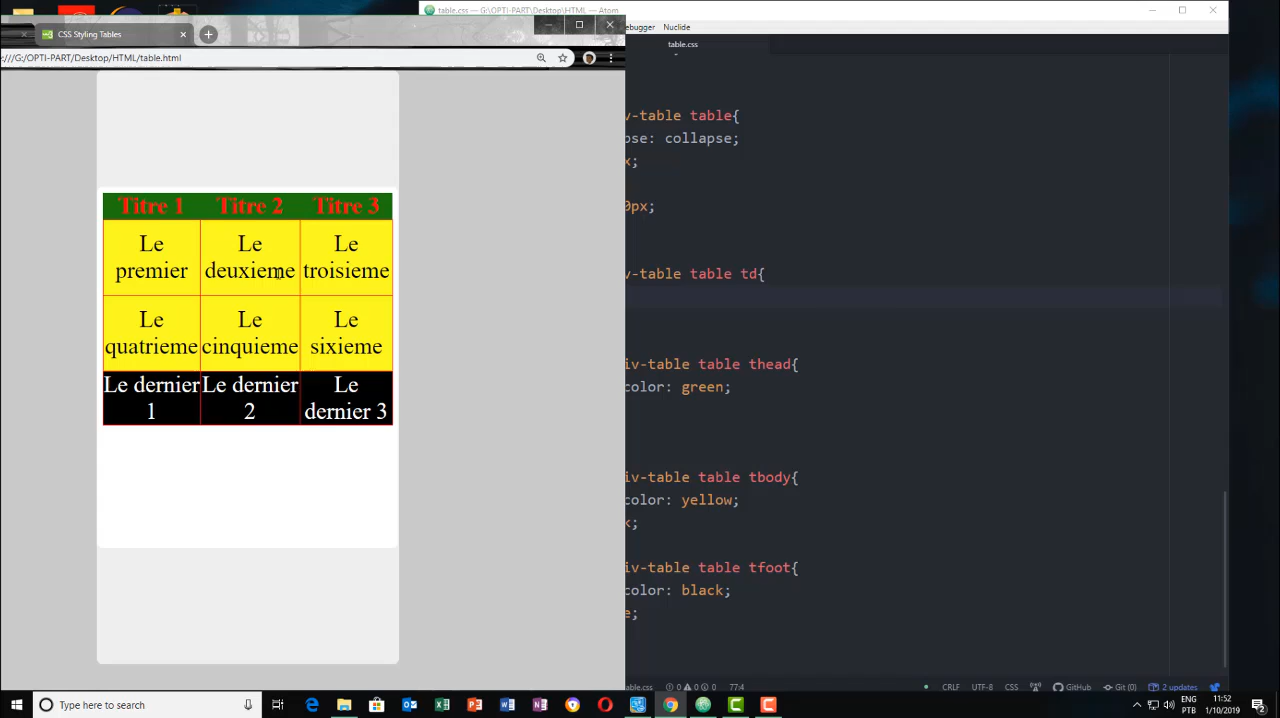 table.css — G:\OPTI-PART\Desktop\HTML — Atom
ebugger Nuclide
CSS Styling Tables
table.css
:///G:/OPTI-PART/Desktop/HTML/table.html
Titre 1 Titre 2 Titre 3
Le premier Le deuxieme Le troisieme
Le quatrieme Le cinquieme Le sixieme
Le dernier 1 Le dernier 2 Le dernier 3
v-table table{
pse: collapse;
x;
0px;
v-table table td{
iv-table table thead{
color: green;
iv-table table tbody{
color: yellow;
k;
iv-table table tfoot{
color: black;
e;
table.css 0 0 0 77:4 CRLF UTF-8 CSS GitHub Git (0) 2 updates
Type here to search
ENG 11:52
PTB 1/10/2019
2